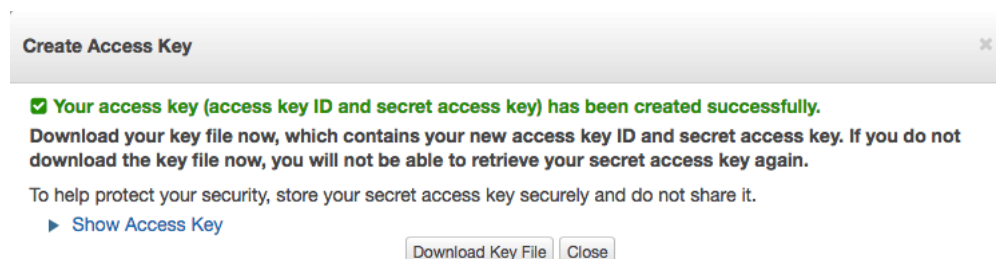 Create Access Key
Your access key (access key ID and secret access key) has been created successfully.
Download your key file now, which contains your new access key ID and secret access key. If you do not
download the key file now, you will not be able to retrieve your secret access key again.
To help protect your security, store your secret access key securely and do not share it.
Show Access Key
Download Key File Close